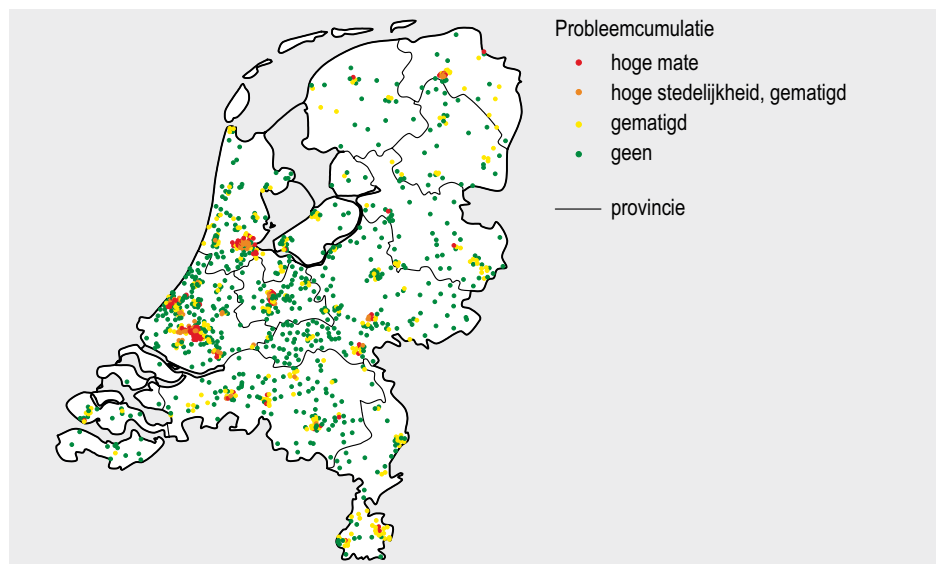 Probleemcumulatie
hoge mate
hoge stedelijkheid, gematigd
gematigd
geen
provincie